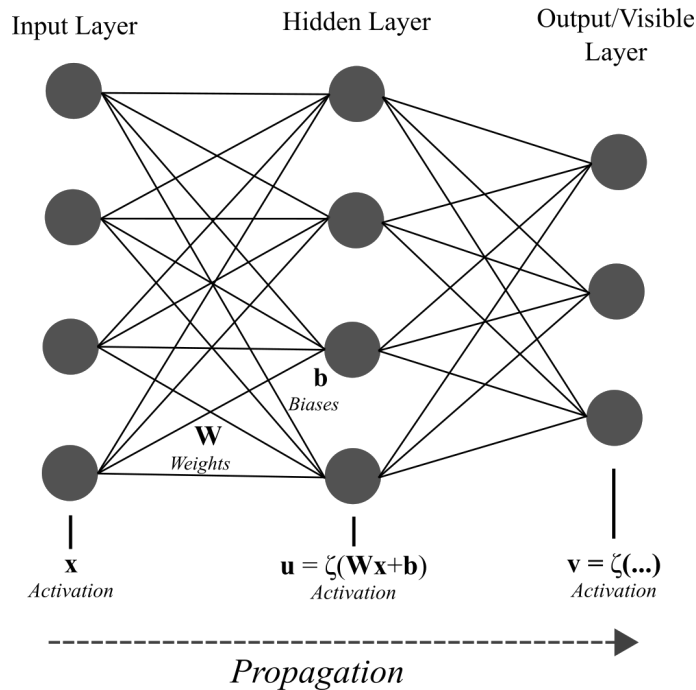 Input Layer
Hidden Layer
Output/Visible
Layer
b
Biases
W
Weights
x
Activation
u = ζ(Wx+b)
Activation
v = ζ(...)
Activation
Propagation